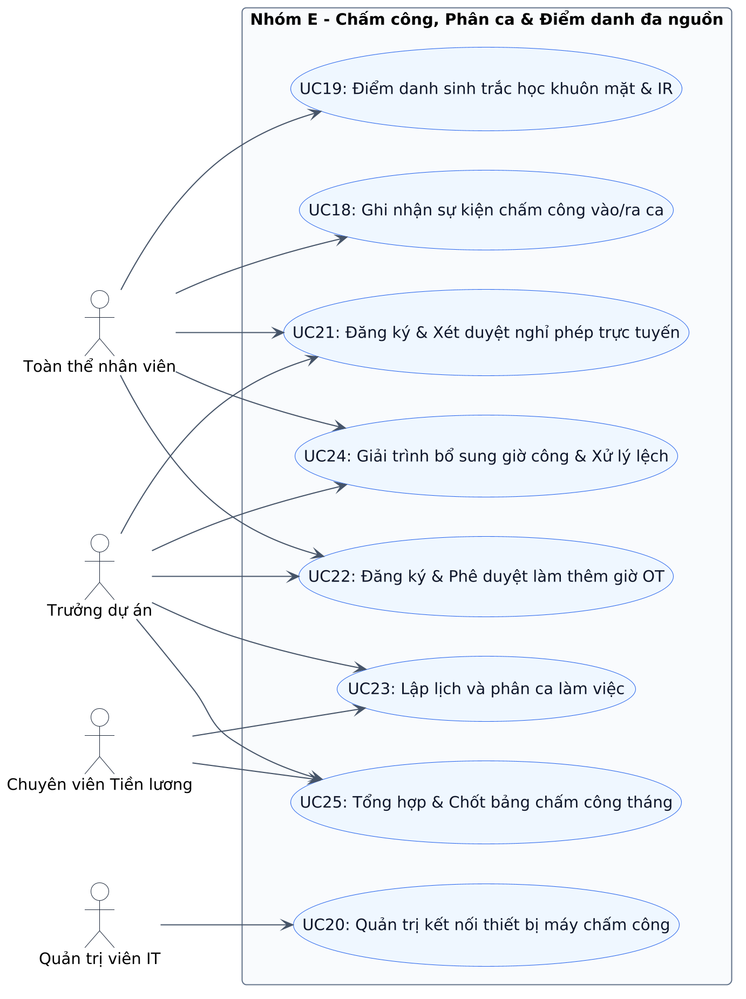 Nhóm E - Chấm công, Phân ca & Điểm danh đa nguồn
UC19: Điểm danh sinh trắc học khuôn mặt & IR
UC18: Ghi nhận sự kiện chấm công vào/ra ca
UC21: Đăng ký & Xét duyệt nghỉ phép trực tuyến
Toàn thể nhân viên
UC24: Giải trình bổ sung giờ công & Xử lý lệch
UC22: Đăng ký & Phê duyệt làm thêm giờ OT
Trưởng dự án
UC23: Lập lịch và phân ca làm việc
Chuyên viên Tiền lương
UC25: Tổng hợp & Chốt bảng chấm công tháng
UC20: Quản trị kết nối thiết bị máy chấm công
Quản trị viên IT